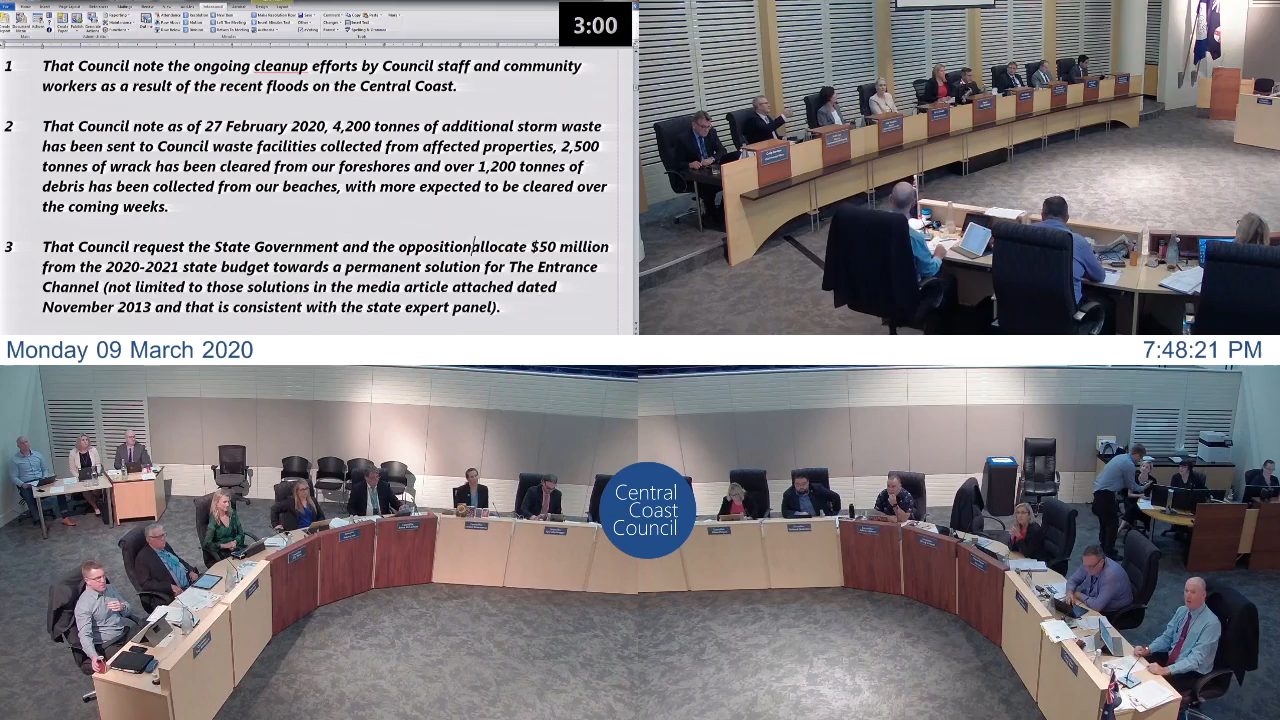 3:00
1 That Council note the ongoing cleanup efforts by Council staff and community
workers as a result of the recent floods on the Central Coast.
2 That Council note as of 27 February 2020, 4,200 tonnes of additional storm waste
has been sent to Council waste facilities collected from affected properties, 2,500
tonnes of wrack has been cleared from our foreshores and over 1,200 tonnes of
debris has been collected from our beaches, with more expected to be cleared over
the coming weeks.
3 That Council request the State Government and the oppositionallocate $50 million
from the 2020-2021 state budget towards a permanent solution for The Entrance
Channel (not limited to those solutions in the media article attached dated
November 2013 and that is consistent with the state expert panel).
Monday 09 March 2020
7:48:21 PM
Central
Coast
Council